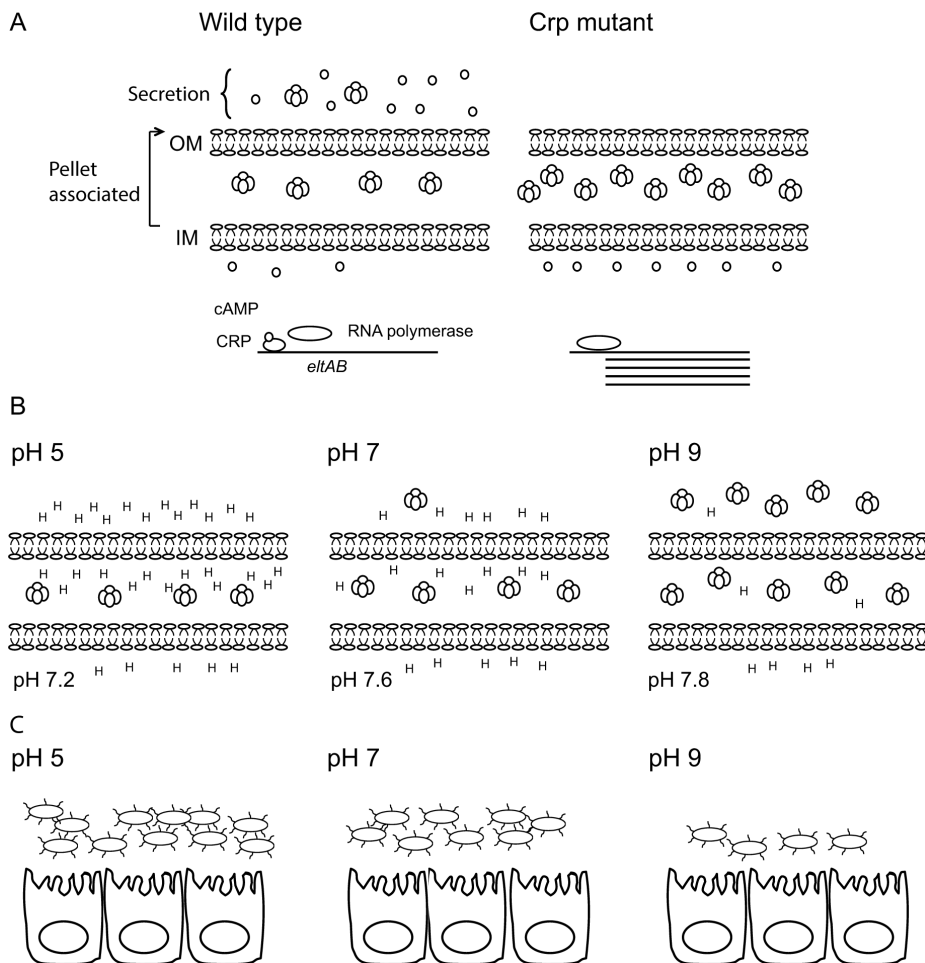 A
Wild type
Crp mutant
Secretion
OM
Pellet
associated
IM
cAMP
CRP
RNA polymerase
eltAB
B
pH 5
pH 7
pH 9
H H H H H H H H H H H H
H H H H H H
H
H H H H H H H H H H H
H H H H H H
H H
H H H H H
H H H H H
H H H H
pH 7.2
pH 7.6
pH 7.8
C
pH 5
pH 7
pH 9